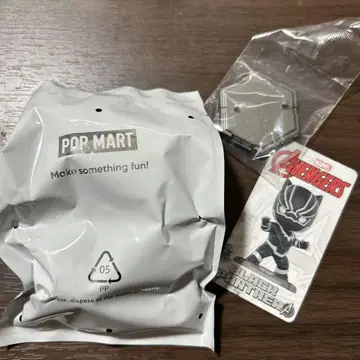 POP MART
Make something fun!
05
PP
MARVEL
AVENGERS
BLACK
PANTHER